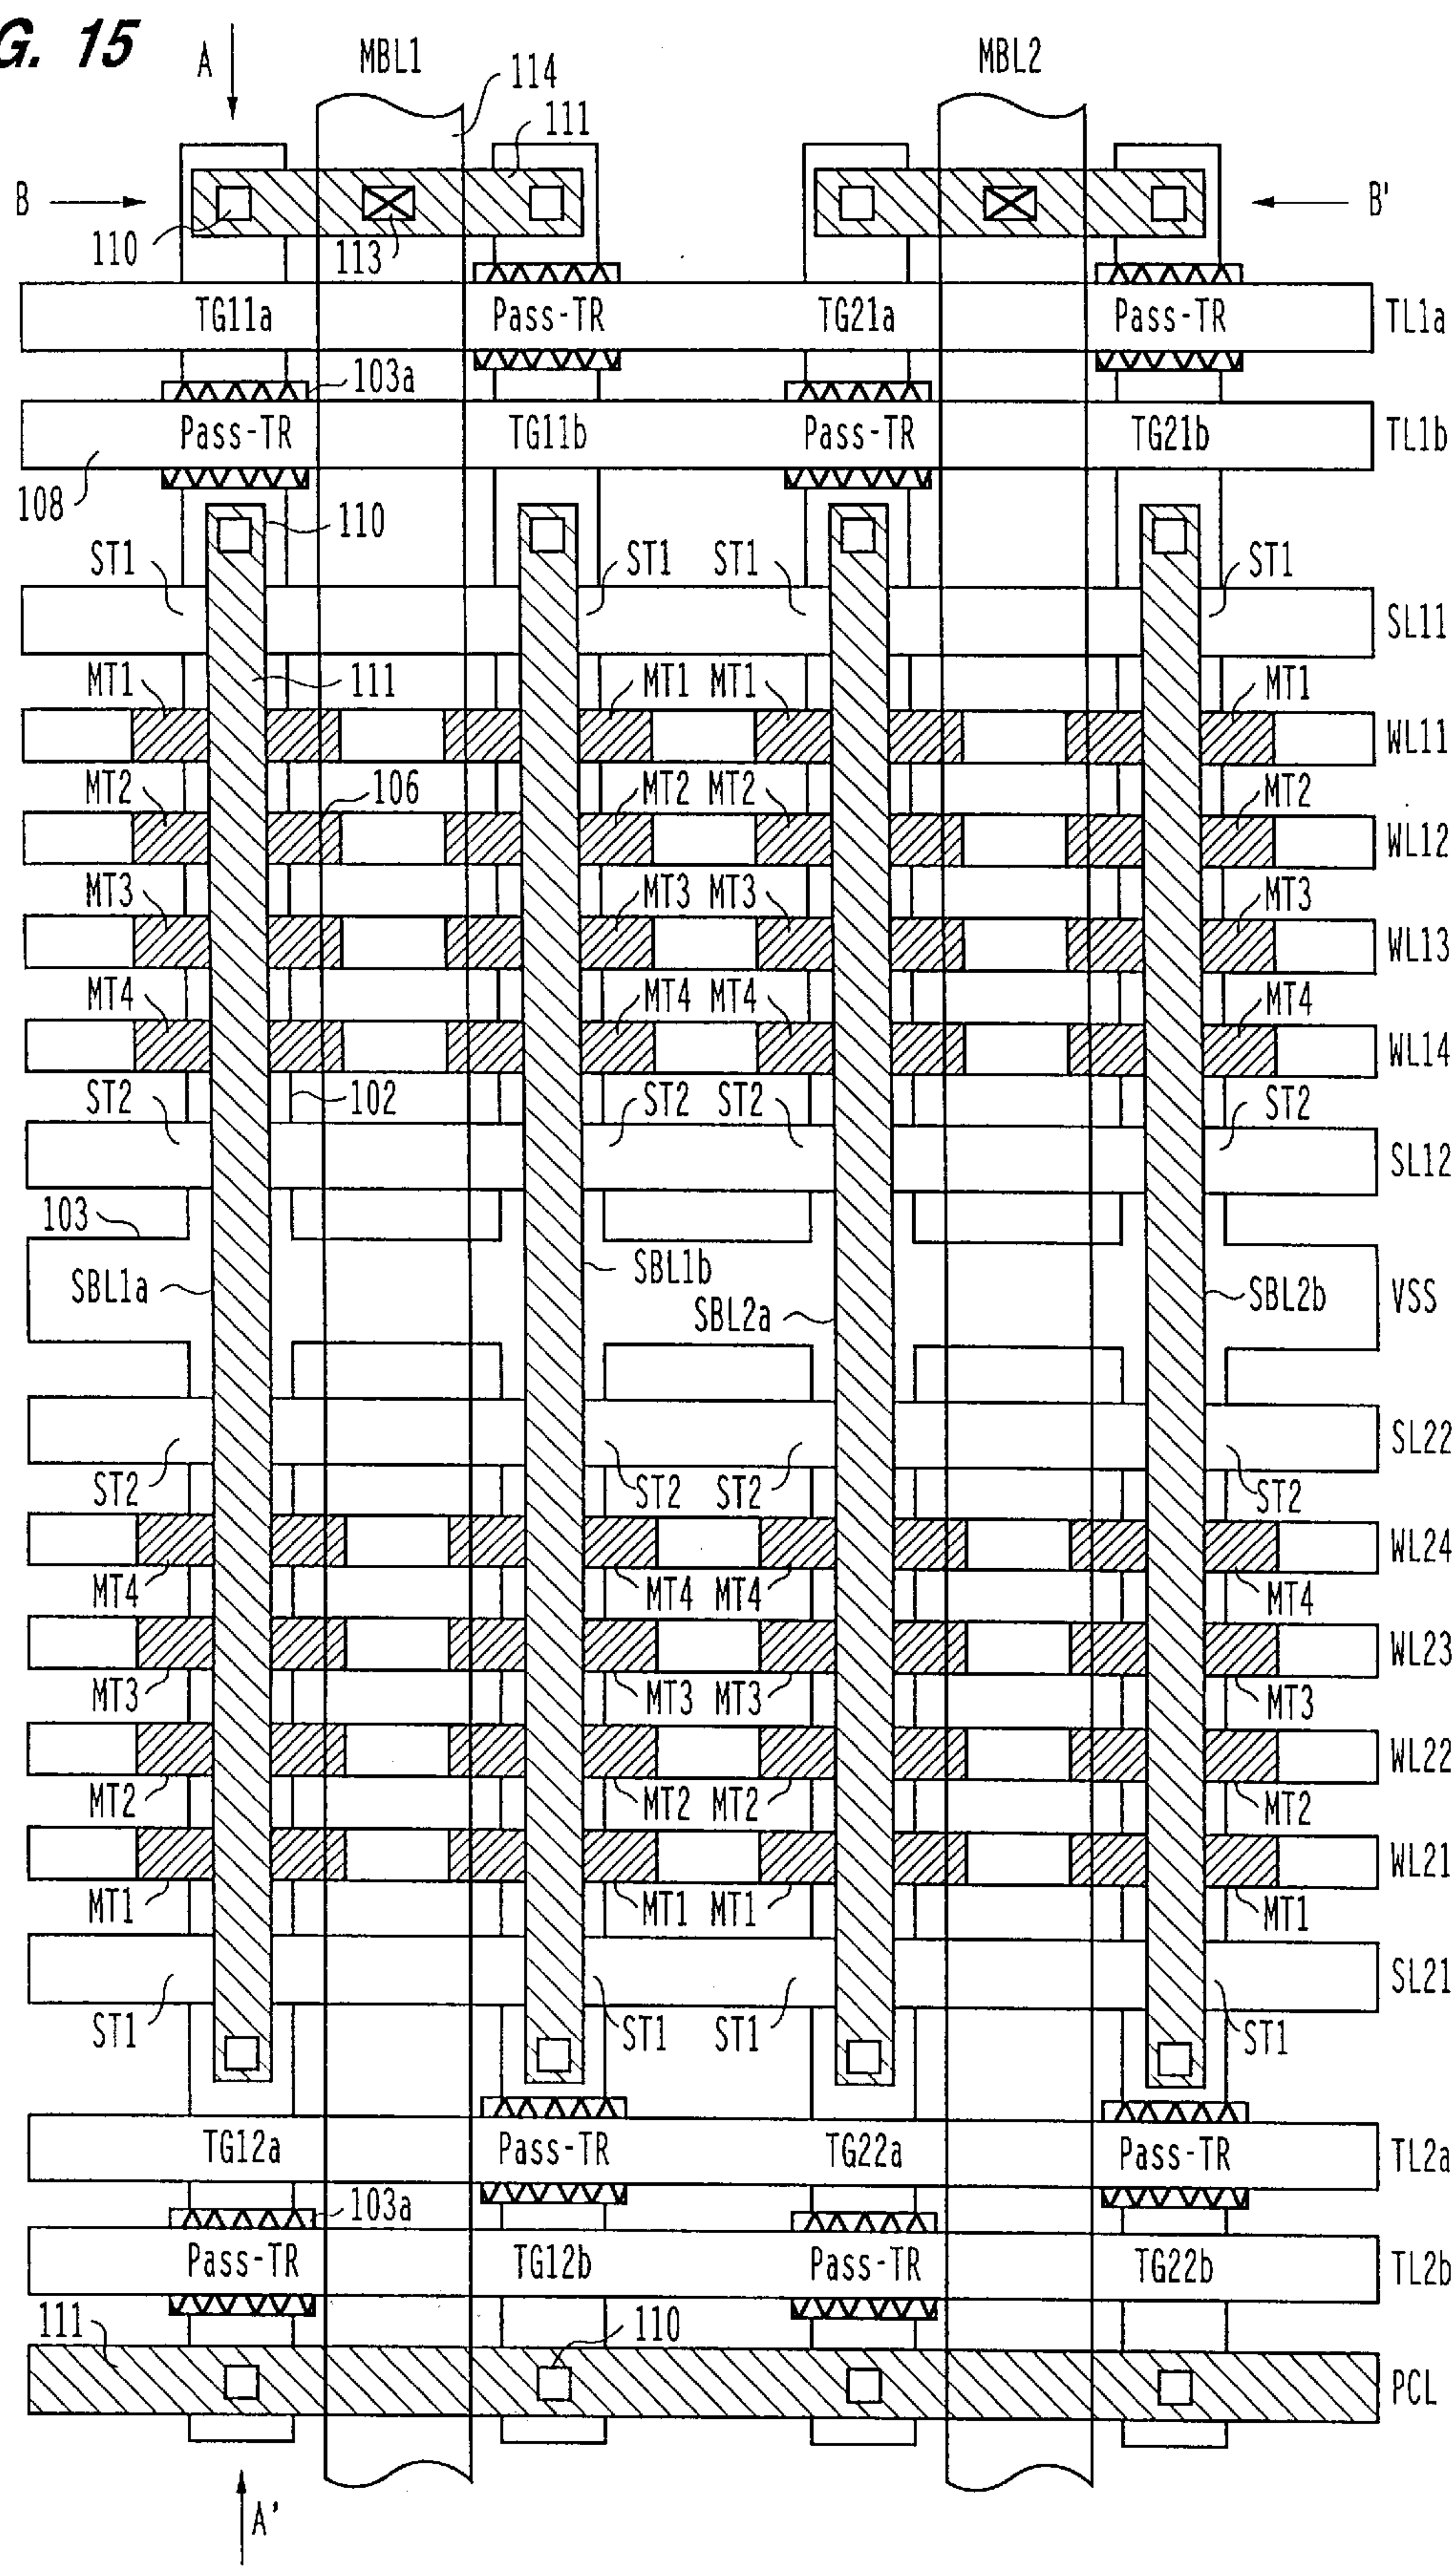 G. 15
A MBL1 114 MBL2
111
B 110 113 B'
TG11a Pass-TR TG21a Pass-TR TL1a
103a
Pass-TR TG11b Pass-TR TG21b TL1b
108 110
ST1 ST1 ST1 ST1
SL11
111
MT1 MT1 MT1 MT1
WL11
MT2 106 MT2 MT2 MT2
WL12
MT3 MT3 MT3 MT3
WL13
MT4 MT4 MT4 MT4
WL14
ST2 102 ST2 ST2 ST2
SL12
103
SBL1a SBL1b SBL2a SBL2b VSS
SL22
ST2 ST2 ST2 ST2
WL24
MT4 MT4 MT4 MT4
WL23
MT3 MT3 MT3 MT3
WL22
MT2 MT2 MT2 MT2
WL21
MT1 MT1 MT1 MT1
SL21
ST1 ST1 ST1 ST1
TG12a Pass-TR TG22a Pass-TR TL2a
103a
Pass-TR TG12b Pass-TR TG22b TL2b
111 110
PCL
A'